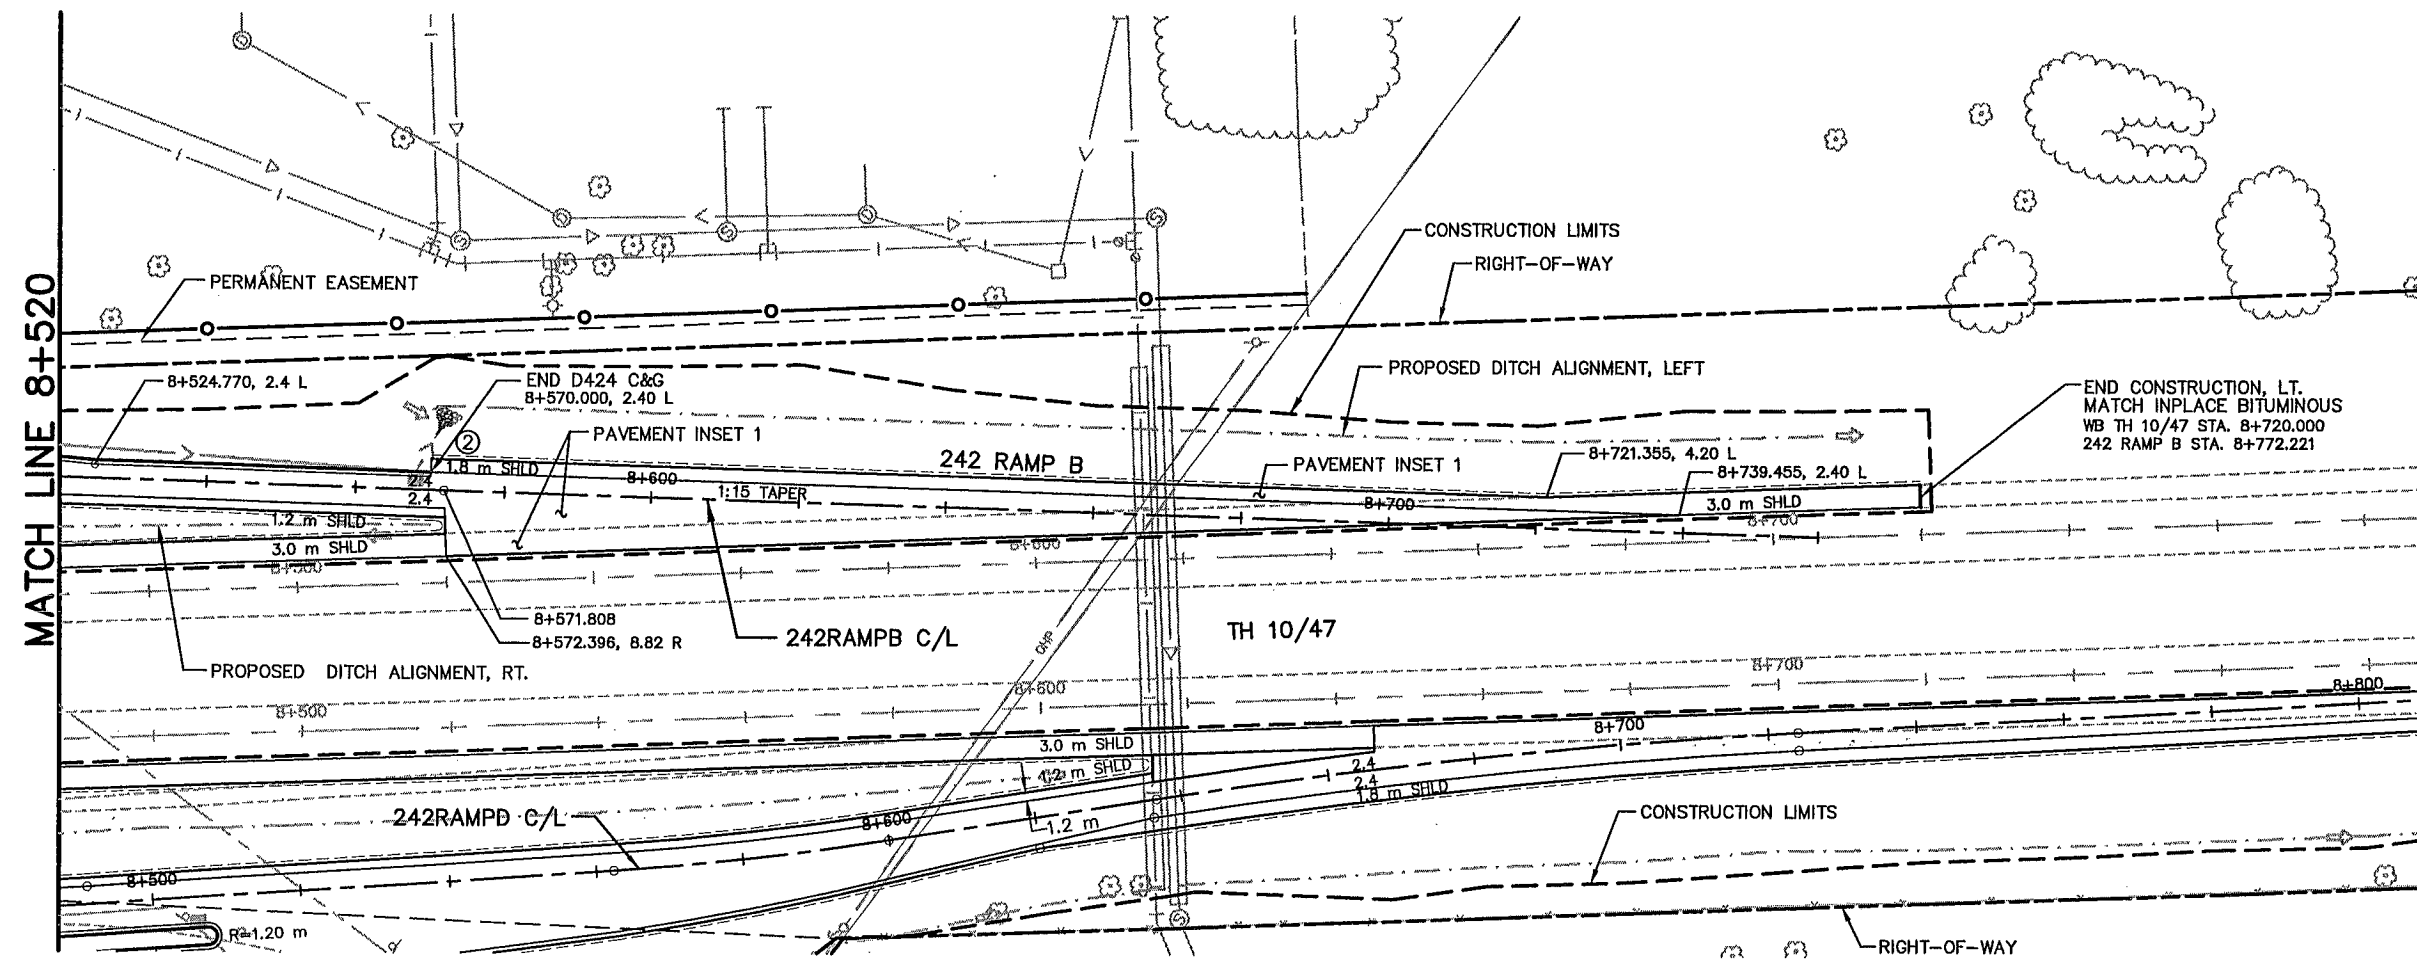 MATCH LINE 8+520
PERMANENT EASEMENT
CONSTRUCTION LIMITS
RIGHT-OF-WAY
8+524.770, 2.4 L
END D424 C&G
8+570.000, 2.40 L
PROPOSED DITCH ALIGNMENT, LEFT
END CONSTRUCTION, LT.
MATCH INPLACE BITUMINOUS
WB TH 10/47 STA. 8+720.000
242 RAMP B STA. 8+772.221
2
PAVEMENT INSET 1
242 RAMP B
PAVEMENT INSET 1
8+721.355, 4.20 L
8+739.455, 2.40 L
1.8 m SHLD
2.4
2.4
8+600
1:15 TAPER
8+700
3.0 m SHLD
8+700
1.2 m SHLD
3.0 m SHLD
8+500
8+600
8+571.808
8+572.396, 8.82 R
242RAMPB C/L
TH 10/47
OHP
PROPOSED DITCH ALIGNMENT, RT.
8+500
8+600
8+700
8+800
8+700
3.0 m SHLD
1.2 m SHLD
2.4
2.4
1.8 m SHLD
242RAMPD C/L
8+600
1.2 m
CONSTRUCTION LIMITS
8+500
R=1.20 m
RIGHT-OF-WAY